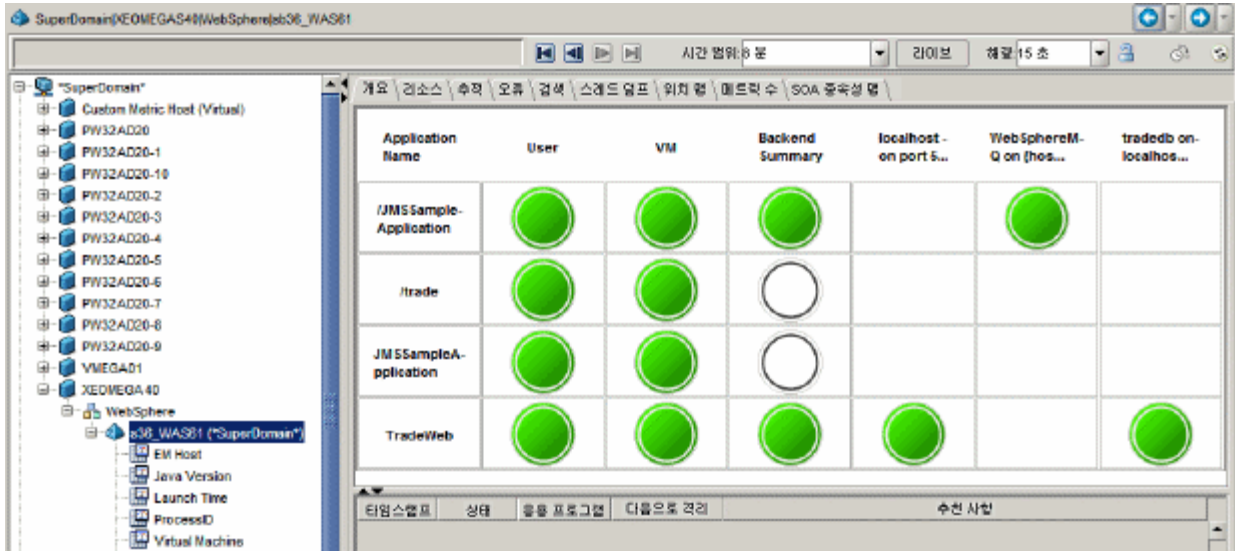 SuperDomain|XEOMEGAS40|WebSphere|sb36_WAS61
시간 범위: 8 분 라이브 해결 15 초
*SuperDomain*
Custom Metric Host (Virtual)
PW32AD20
PW32AD20-1
PW32AD20-10
PW32AD20-2
PW32AD20-3
PW32AD20-4
PW32AD20-5
PW32AD20-6
PW32AD20-7
PW32AD20-8
PW32AD20-9
VMEGA01
XEOMEGA40
WebSphere
s36_WAS61 (*SuperDomain*)
EM Host
Java Version
Launch Time
ProcessID
Virtual Machine
개요 리소스 추적 오류 검색 스레드 덤프 위치 맵 메트릭 수 SOA 종속성 맵
Application Name User VM Backend Summary localhost - on port 5... WebSphereM-Q on (hos... tradedb on-localhos...
/JMSSample-
Application
/trade
JMSSampleA-
pplication
TradeWeb
타임스탬프 상태 응용 프로그램 다음으로 격리 추천 사항